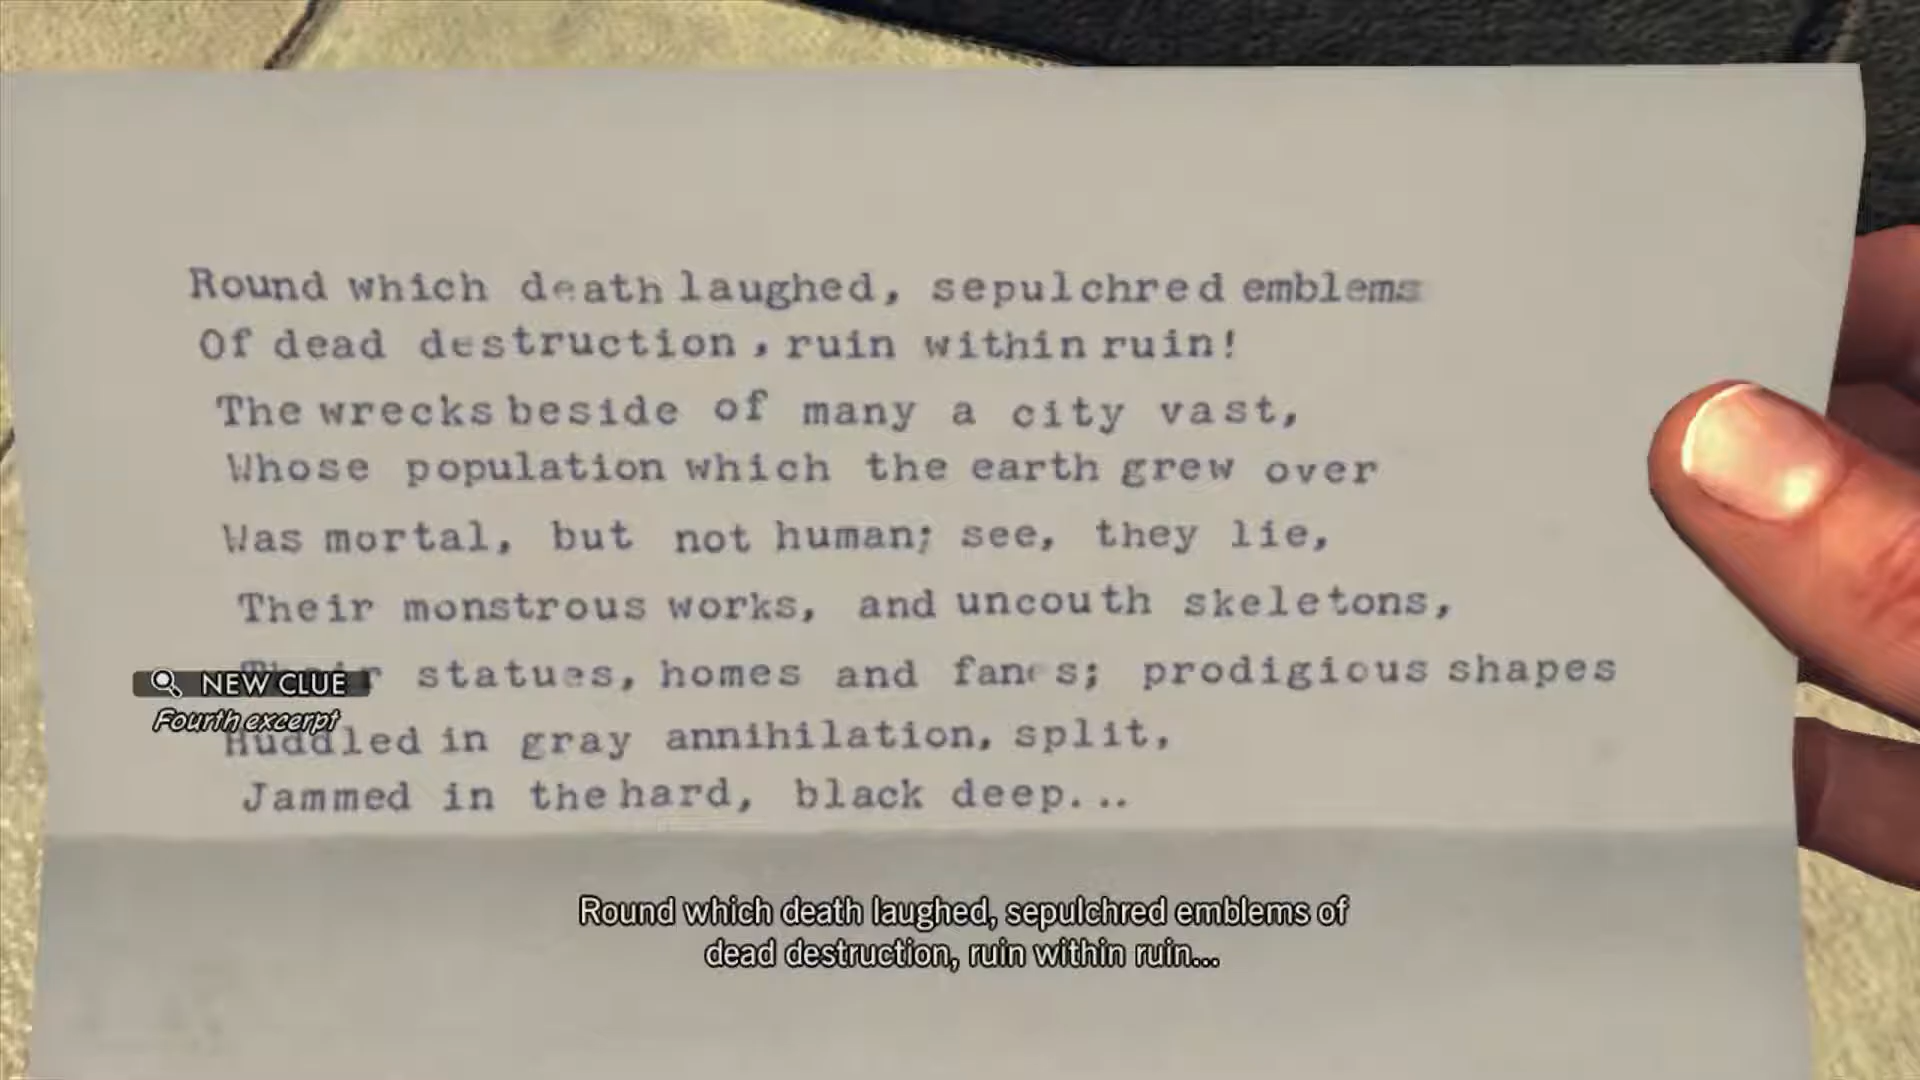 Round which death laughed, sepulchred emblems
Of dead destruction, ruin within ruin!
The wrecks beside of many a city vast,
Whose population which the earth grew over
Was mortal, but not human; see, they lie,
Their monstrous works, and uncouth skeletons,
Their statues, homes and fanes; prodigious shapes
NEW CLUE
Fourth excerpt
Huddled in gray annihilation, split,
Jammed in the hard, black deep...
Round which death laughed, sepulchred emblems of
dead destruction, ruin within ruin...